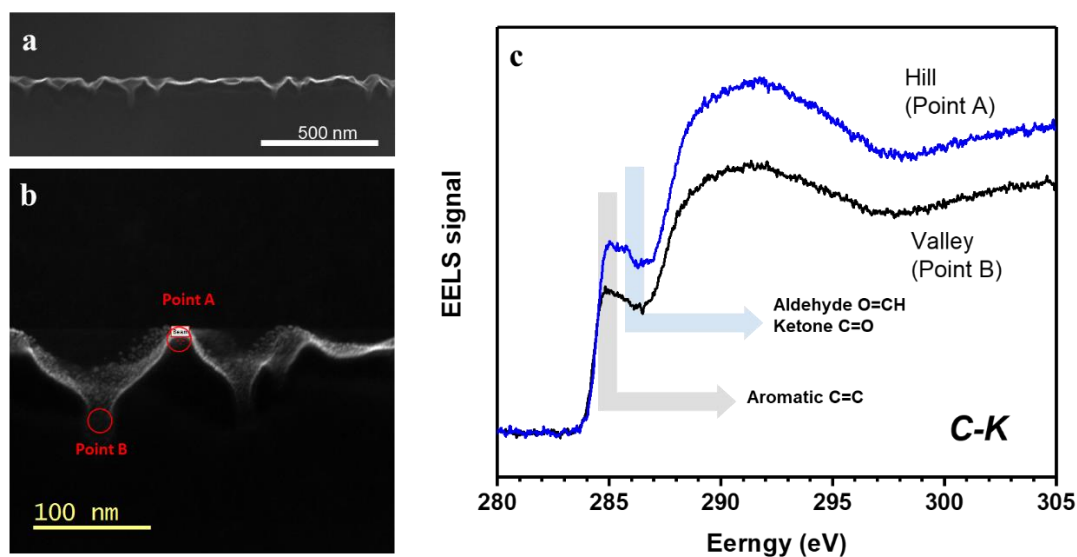 a
500 nm
b
Point A
Point B
100 nm
c
Hill
(Point A)
Valley
(Point B)
Aldehyde O=CH
Ketone C=O
Aromatic C=C
C-K
EELS signal
280 285 290 295 300 305
Eerngy (eV)